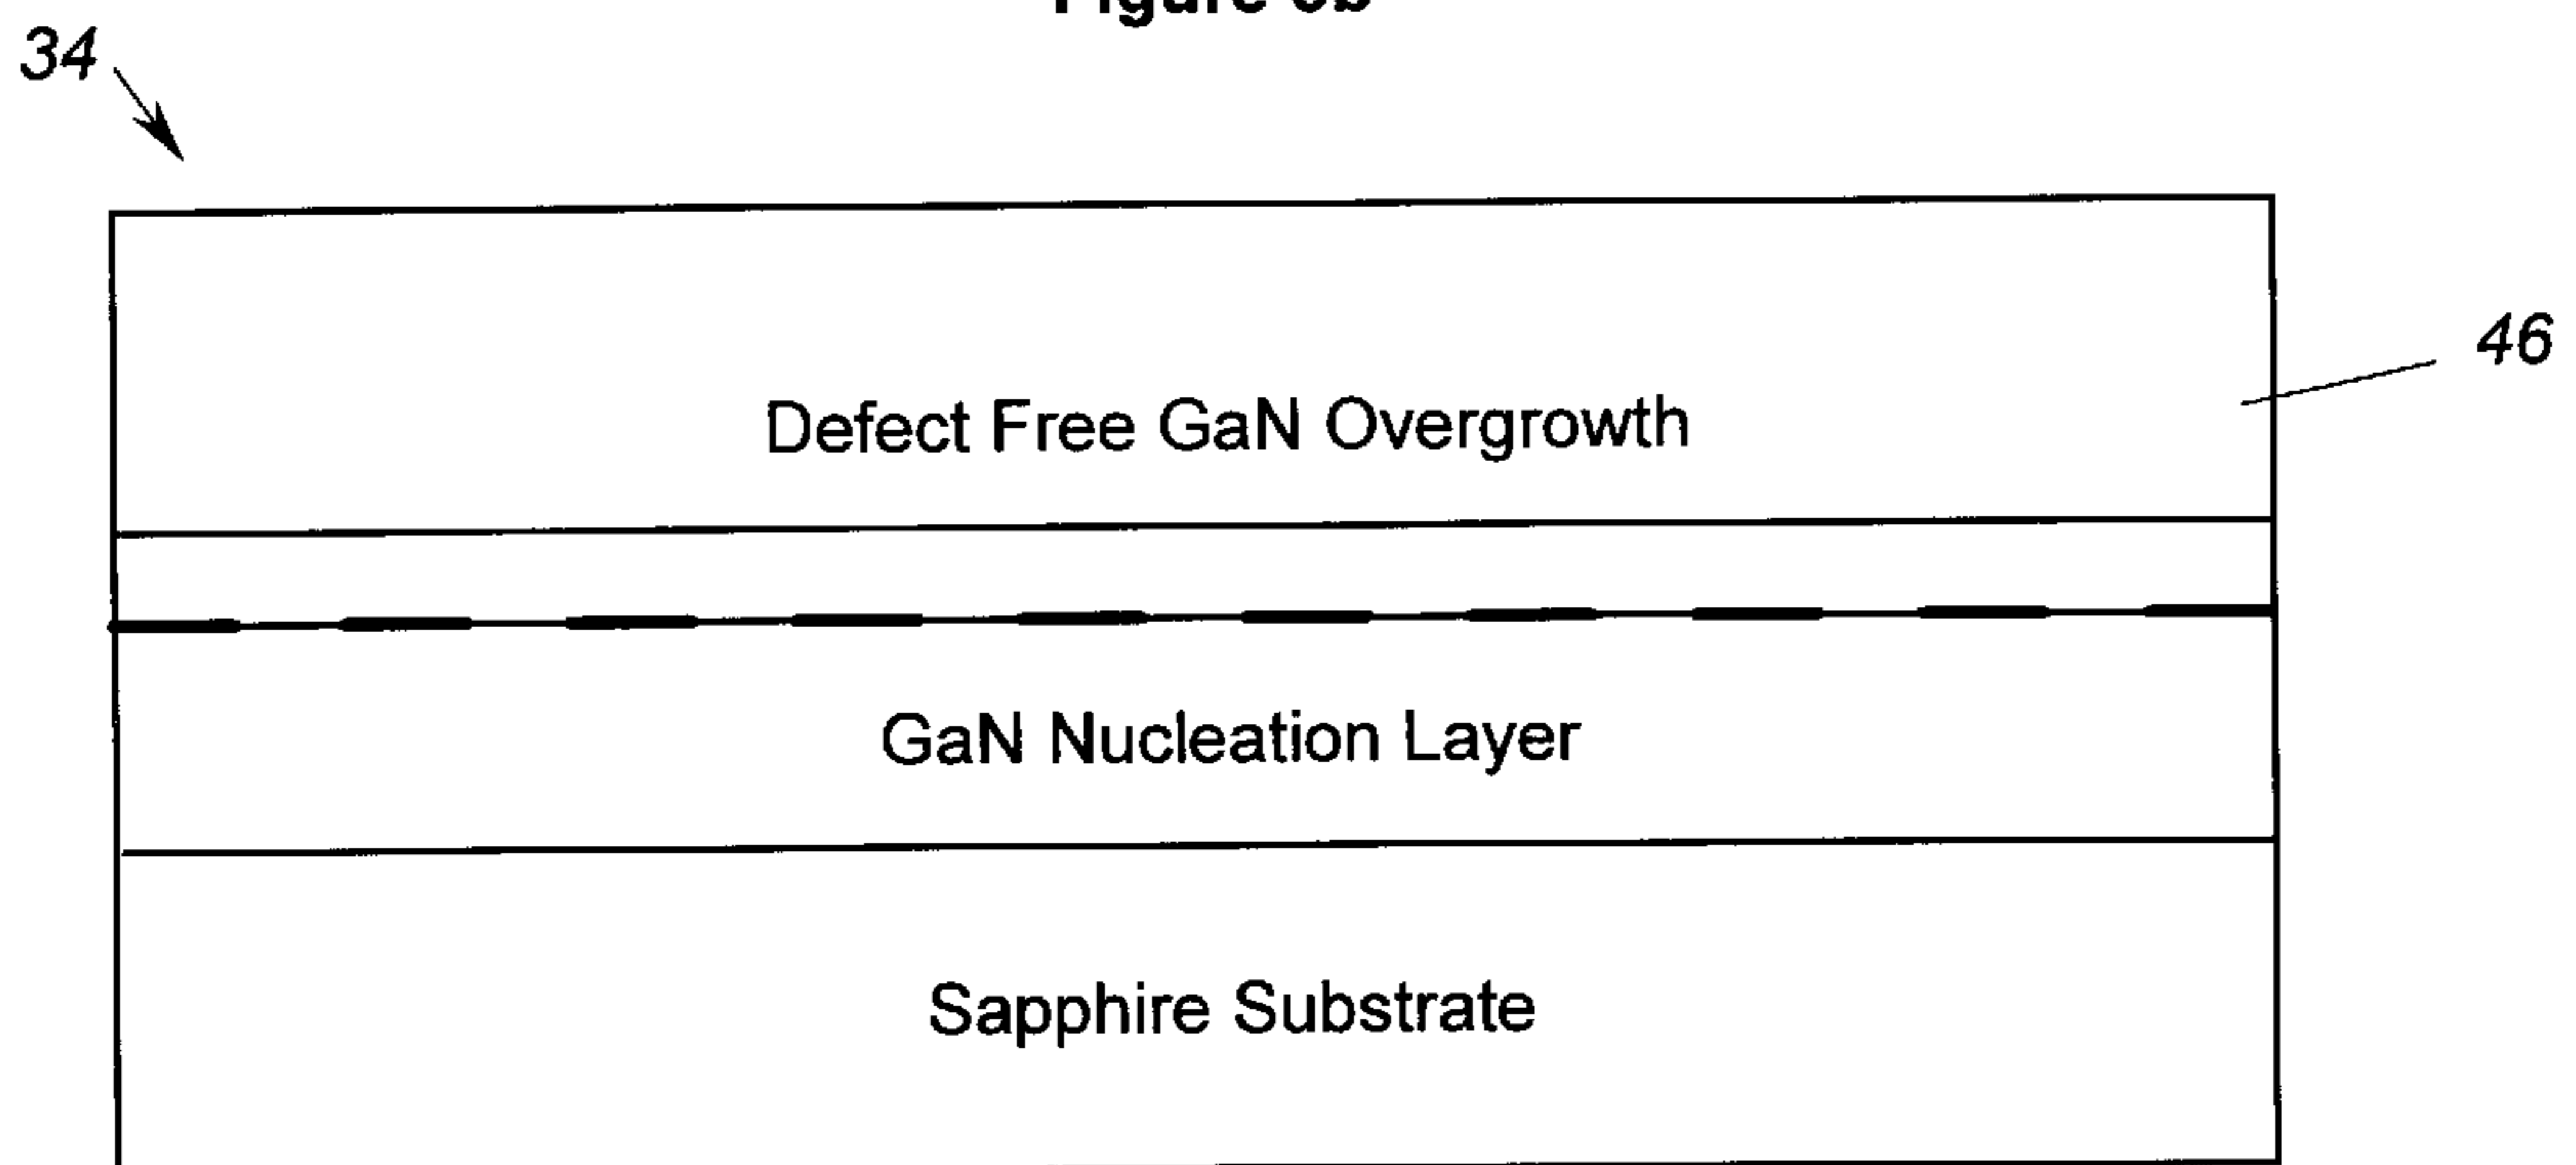 34
46
Defect Free GaN Overgrowth
GaN Nucleation Layer
Sapphire Substrate